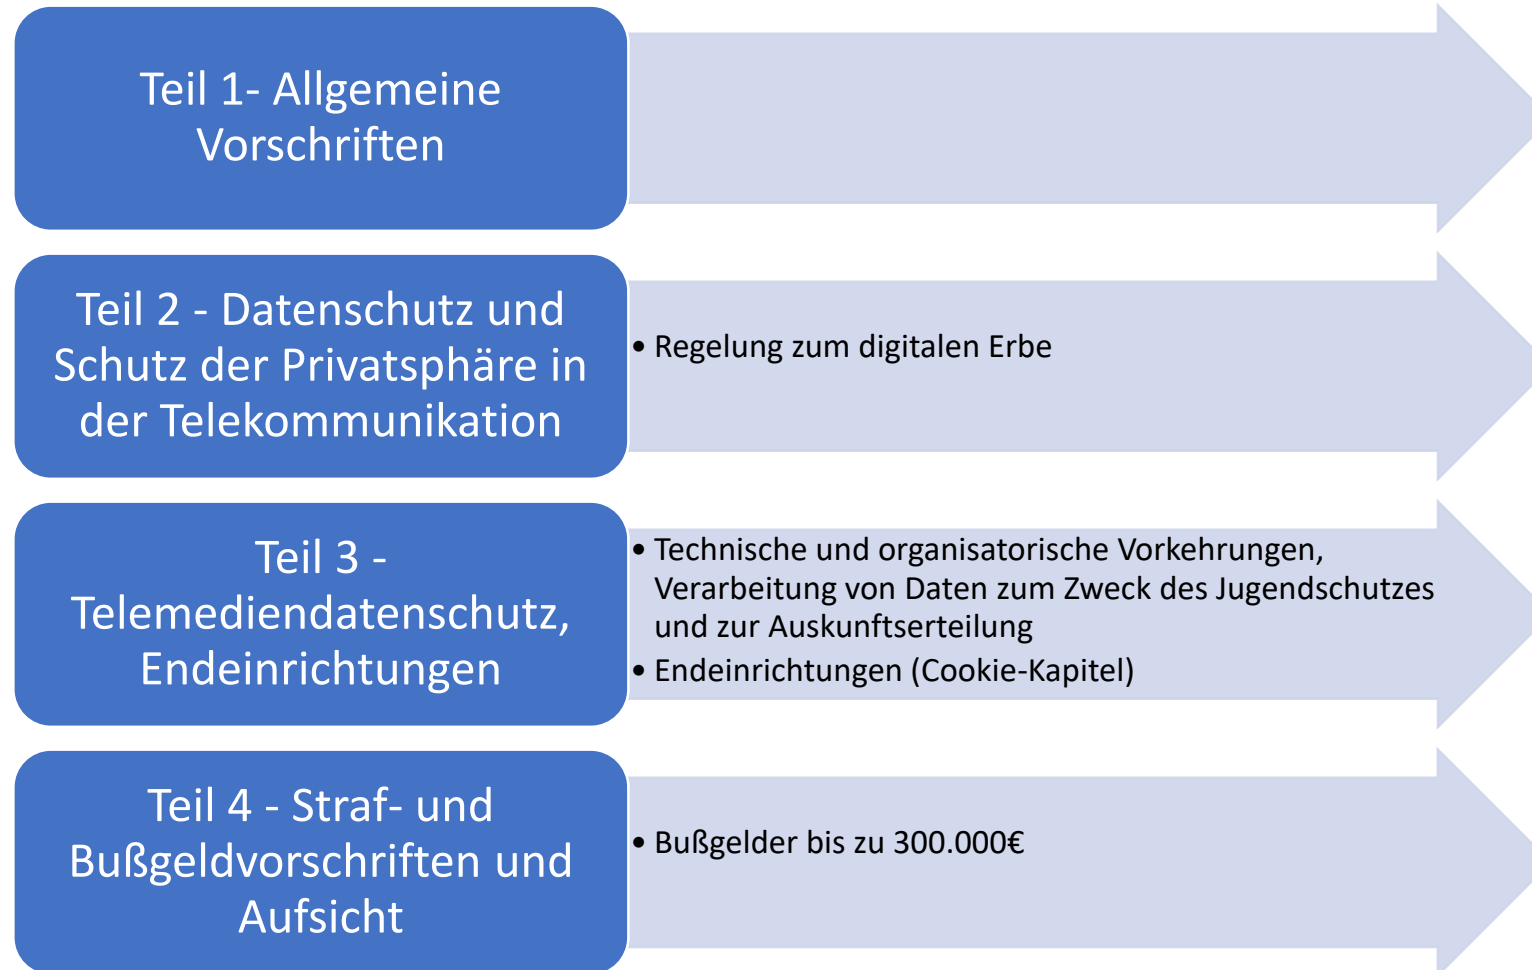 Teil 1- Allgemeine
Vorschriften
Teil 2 - Datenschutz und
Schutz der Privatsphäre in
der Telekommunikation
• Regelung zum digitalen Erbe
Teil 3 -
Telemediendatenschutz,
Endeinrichtungen
• Technische und organisatorische Vorkehrungen,
Verarbeitung von Daten zum Zweck des Jugendschutzes
und zur Auskunftserteilung
• Endeinrichtungen (Cookie-Kapitel)
Teil 4 - Straf- und
Bußgeldvorschriften und
Aufsicht
• Bußgelder bis zu 300.000€